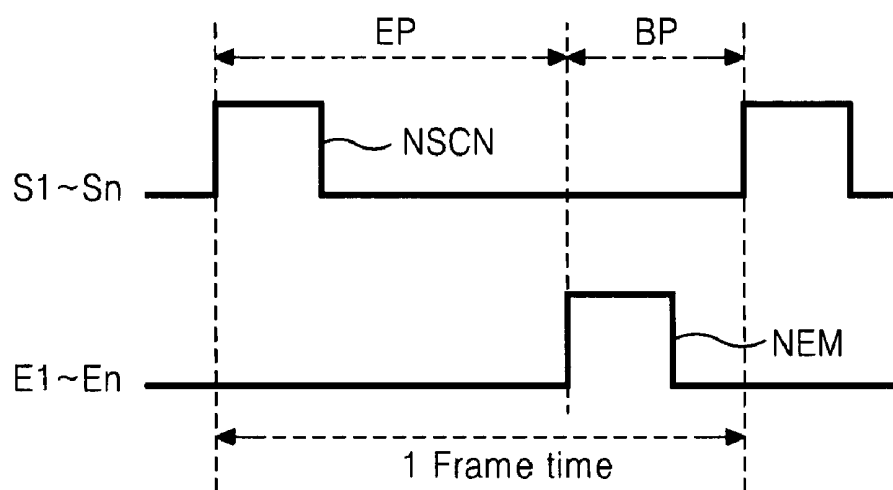 EP
BP
NSCN
S1~Sn
NEM
E1~En
1 Frame time